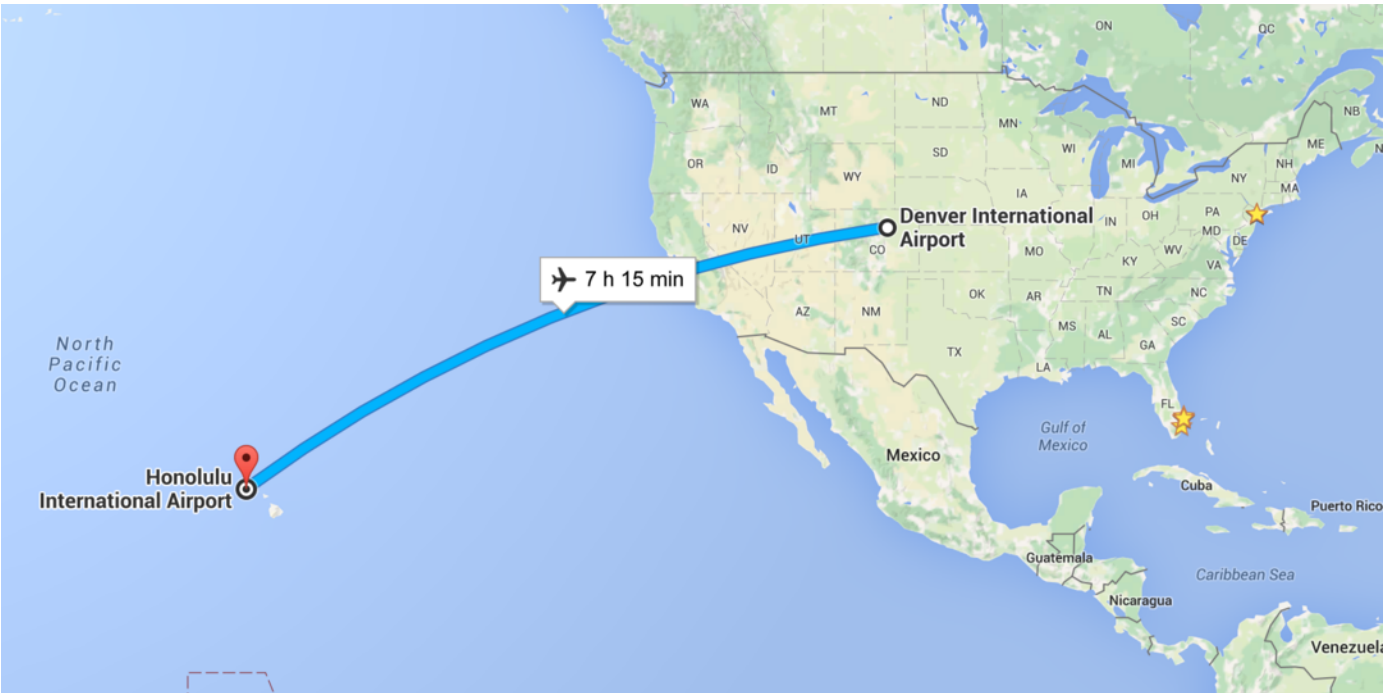 ON
QC
WA
MT
ND
MN
NB
ME
OR
ID
SD
WI
MI
NH
NY
MA
WY
IA
Denver International
Airport
NV
UT
CO
IN
OH
PA
MD
DE
MO
WV
KY
VA
7 h 15 min
AZ
NM
OK
AR
TN
NC
MS
AL
SC
GA
TX
LA
FL
North
Pacific
Ocean
Gulf of
Mexico
Mexico
Honolulu
International Airport
Cuba
Puerto Rico
Guatemala
Caribbean Sea
Nicaragua
Venezuela